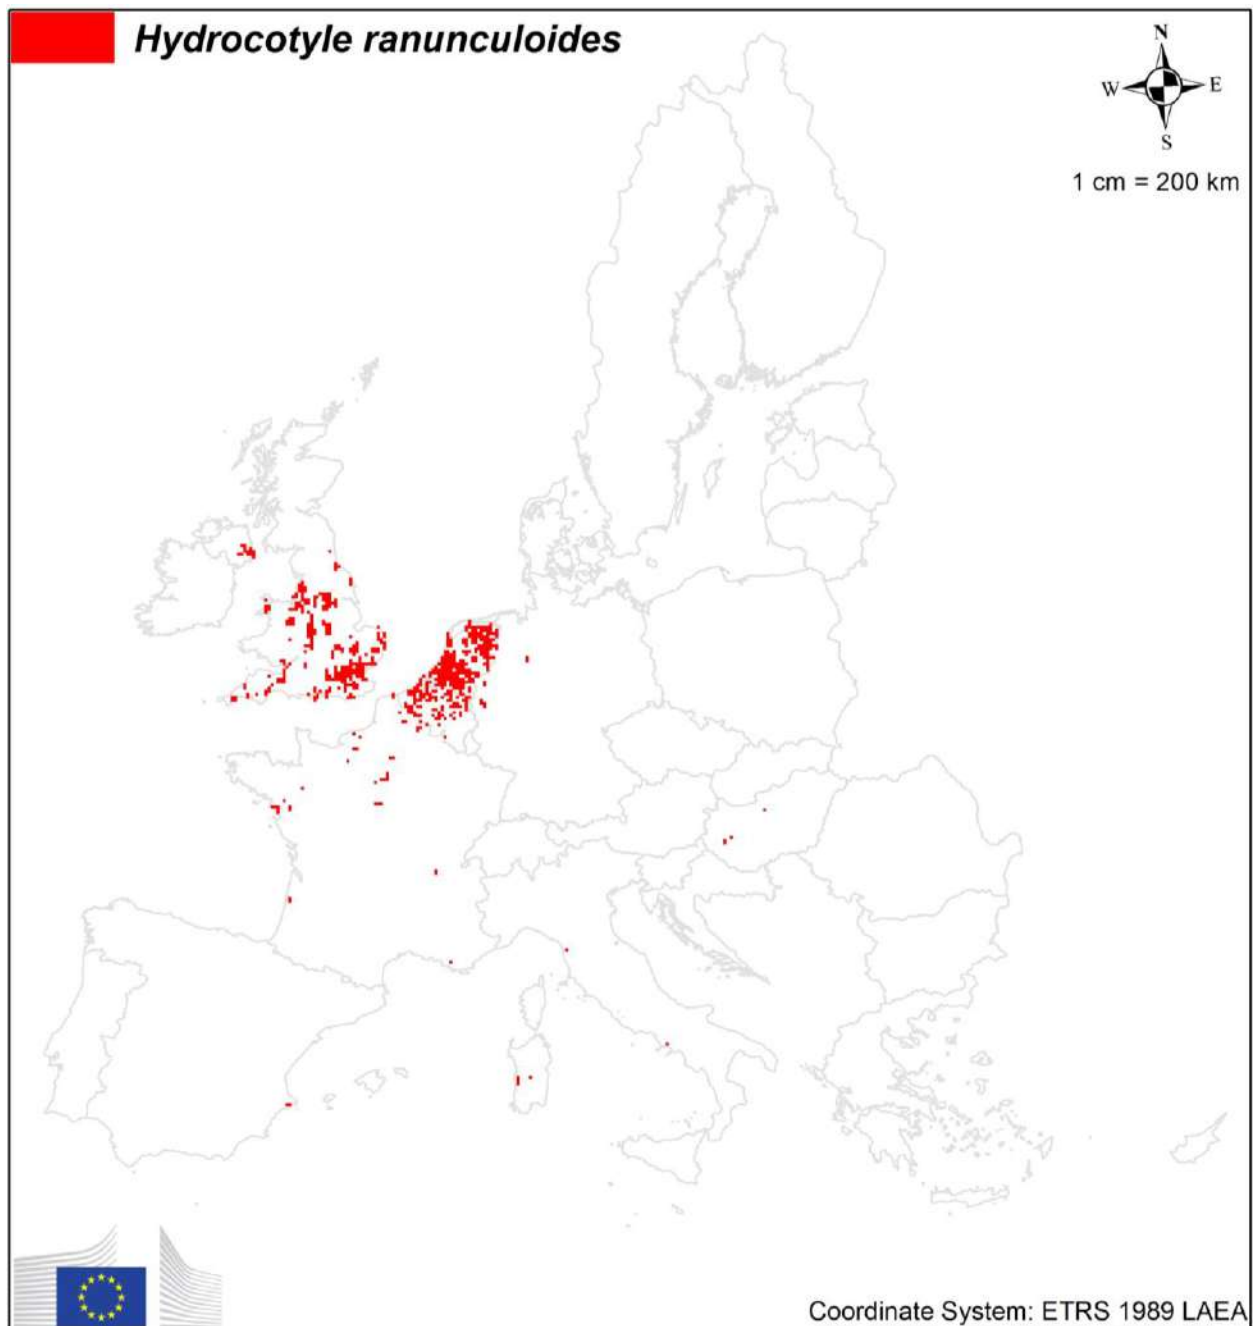 Hydrocotyle ranunculoides
N
W E
S
1 cm = 200 km
Coordinate System: ETRS 1989 LAEA